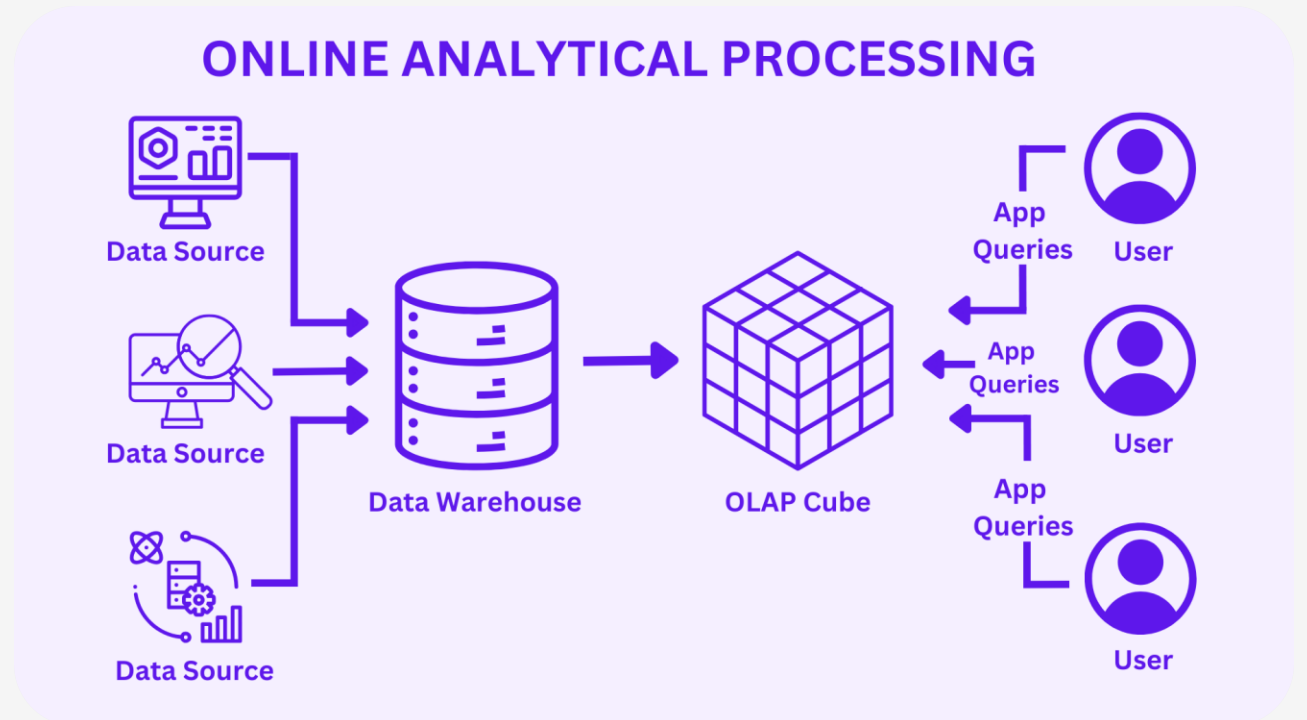 ONLINE ANALYTICAL PROCESSING
Data Source
Data Source
Data Source
Data Warehouse
OLAP Cube
App
Queries
User
App
Queries
User
App
Queries
User